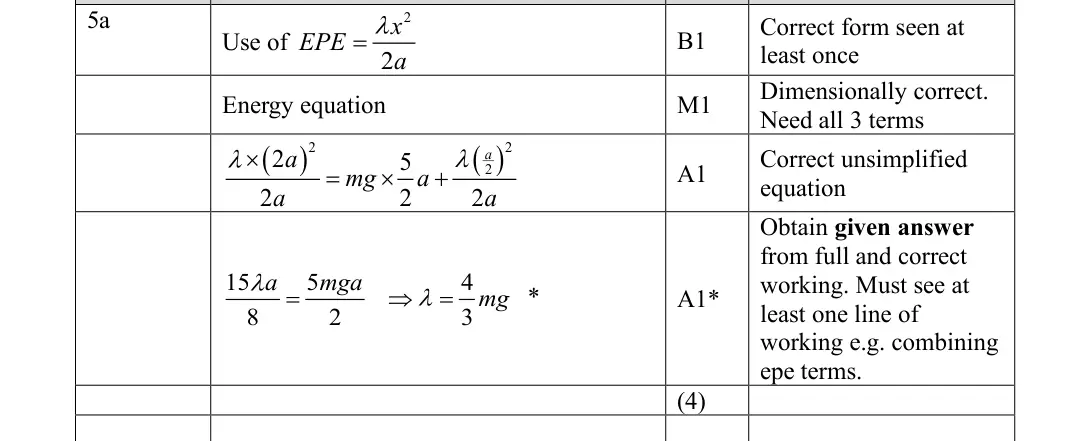 5a
Use of EPE = λx²/2a
B1
Correct form seen at
least once
Energy equation
M1
Dimensionally correct.
Need all 3 terms
λ×(2a)²/2a = mg × 5/2 a + λ(a/2)²/2a
A1
Correct unsimplified
equation
15λa/8 = 5mga/2 ⇒ λ = 4/3 mg *
A1*
Obtain given answer
from full and correct
working. Must see at
least one line of
working e.g. combining
epe terms.
(4)